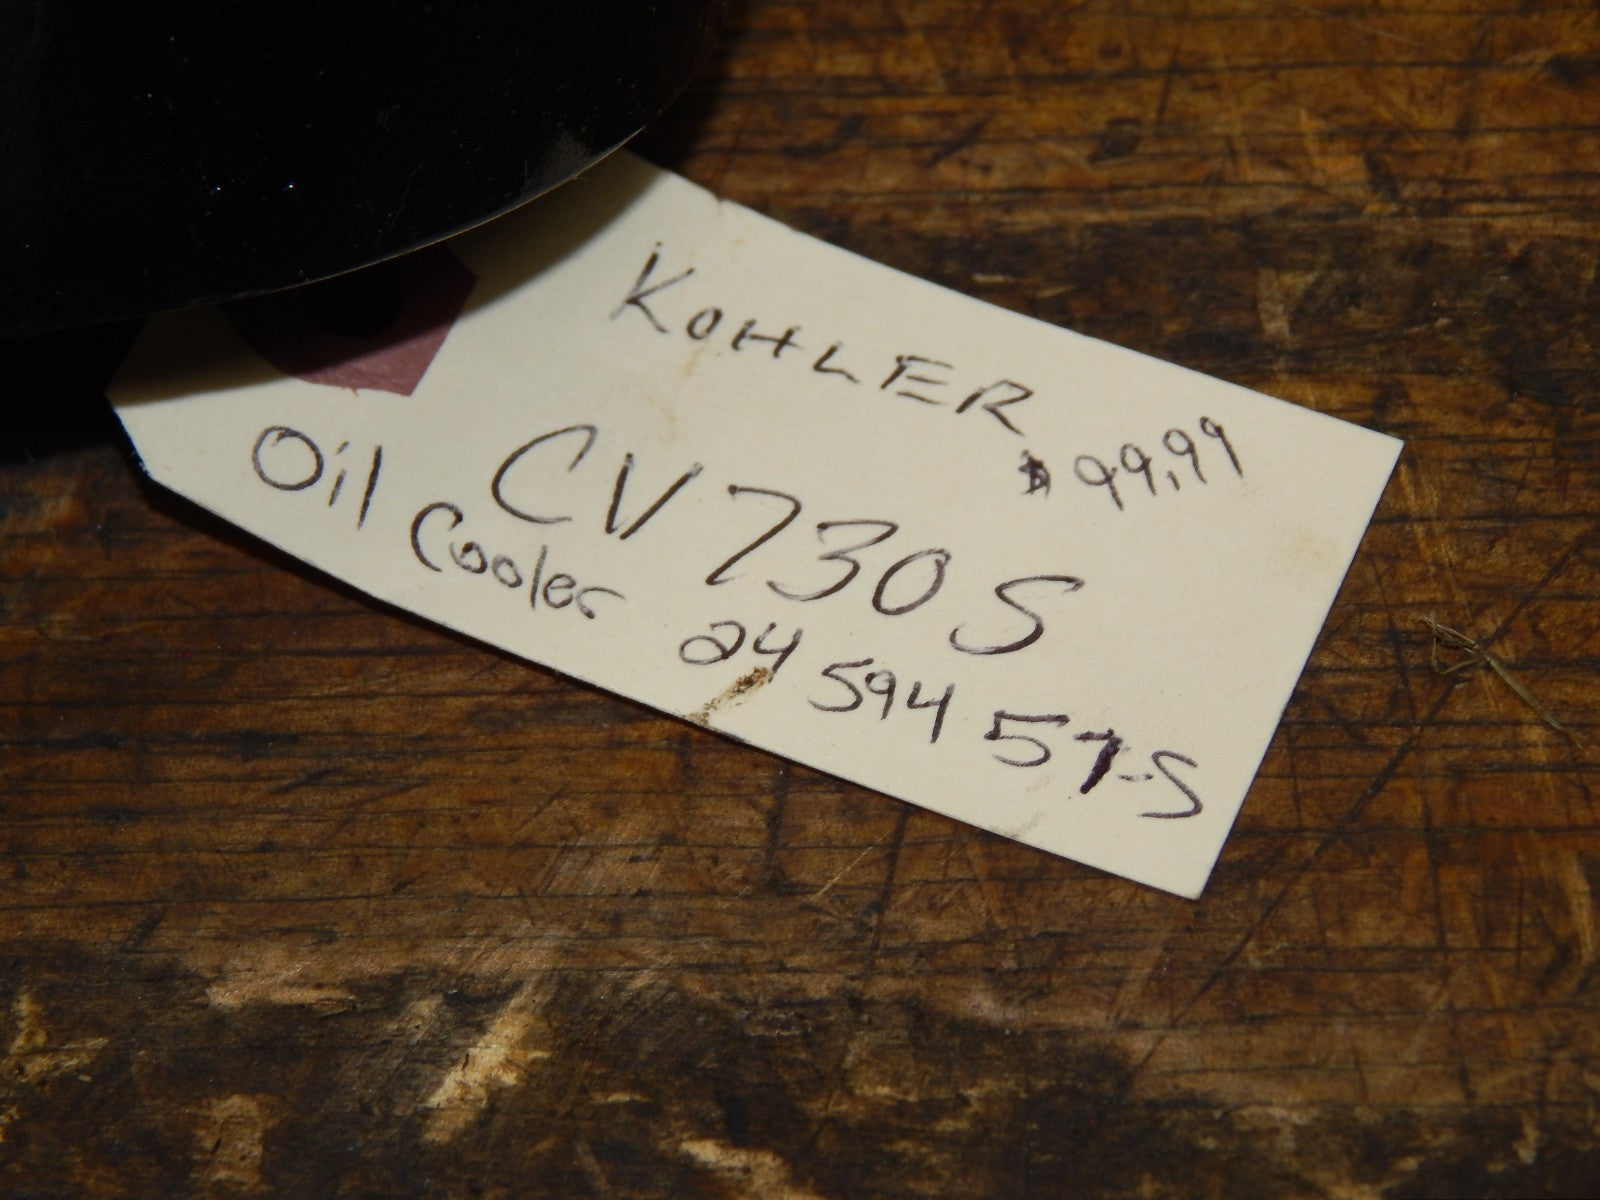 KOHLER
$99.99
CV730S
Oil Cooler
24 594 57-S